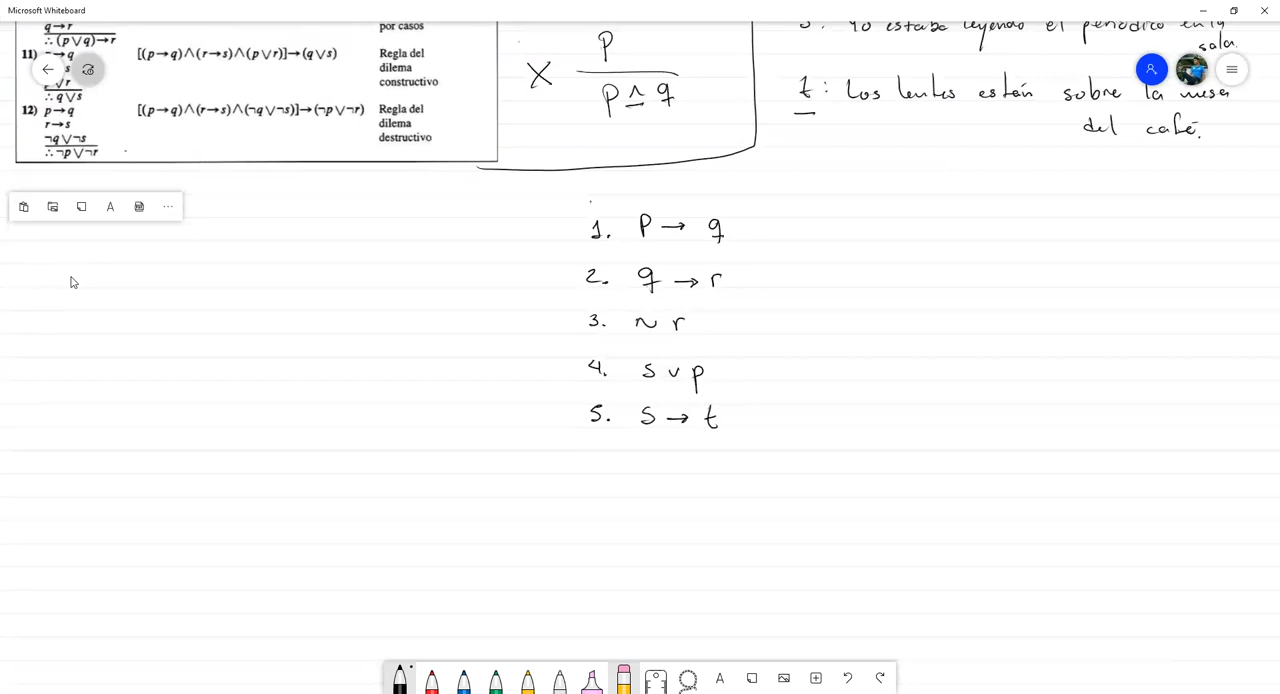 Microsoft Whiteboard
q→r
∴(p∨q)→r
por casos
11) →q [(p→q)∧(r→s)∧(p∨r)]→(q∨s) Regla del
s dilema
∨r constructivo
∴q∨s
12) p→q [(p→q)∧(r→s)∧(¬q∨¬s)]→(¬p∨¬r) Regla del
r→s dilema
¬q∨¬s destructivo
∴¬p∨¬r
X p
p ∧ q
Yo estaba leyendo el periodico en la
sala.
t: Los lentes están sobre la mesa
del café.
1. p → q
2. q → r
3. ~ r
4. s ∨ p
5. s → t